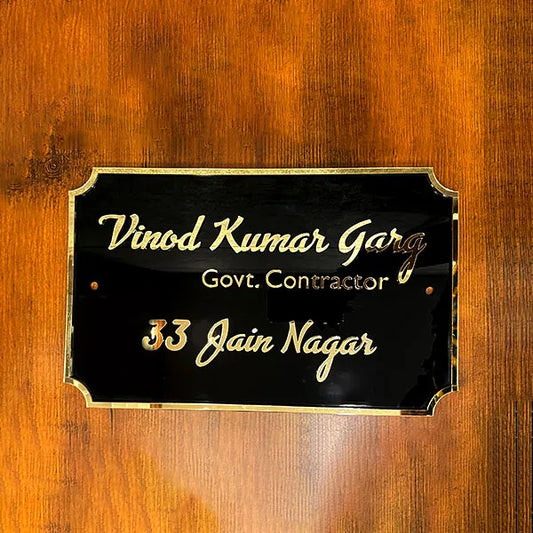 Vinod Kumar Garg
Govt. Contractor
33 Jain Nagar